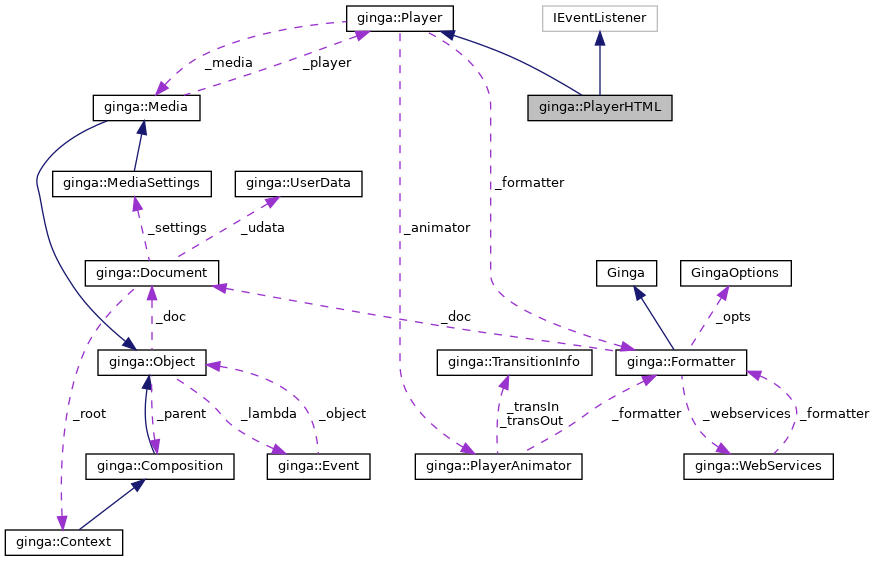 ginga::Player
IEventListener
_media
_player
ginga::Media
ginga::PlayerHTML
ginga::MediaSettings
ginga::UserData
_formatter
_settings
_udata
_animator
ginga::Document
Ginga
GingaOptions
_doc
_doc
_opts
ginga::Object
ginga::TransitionInfo
ginga::Formatter
_root
_parent
_lambda
_object
_transIn
_transOut
_formatter
_webservices
_formatter
ginga::Composition
ginga::Event
ginga::PlayerAnimator
ginga::WebServices
ginga::Context